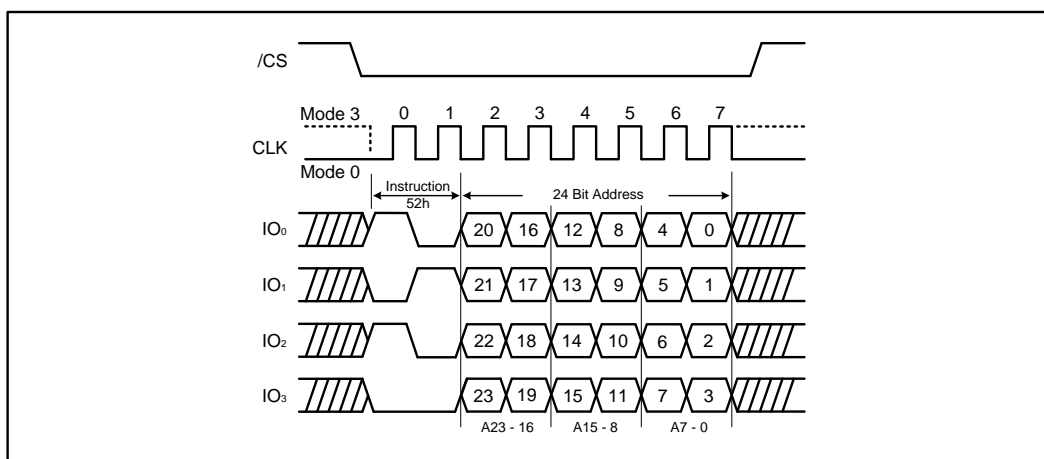 /CS
Mode 3 0 1 2 3 4 5 6 7
CLK
Mode 0
Instruction
52h
24 Bit Address
IO₀ 20 16 12 8 4 0
IO₁ 21 17 13 9 5 1
IO₂ 22 18 14 10 6 2
IO₃ 23 19 15 11 7 3
A23 - 16 A15 - 8 A7 - 0